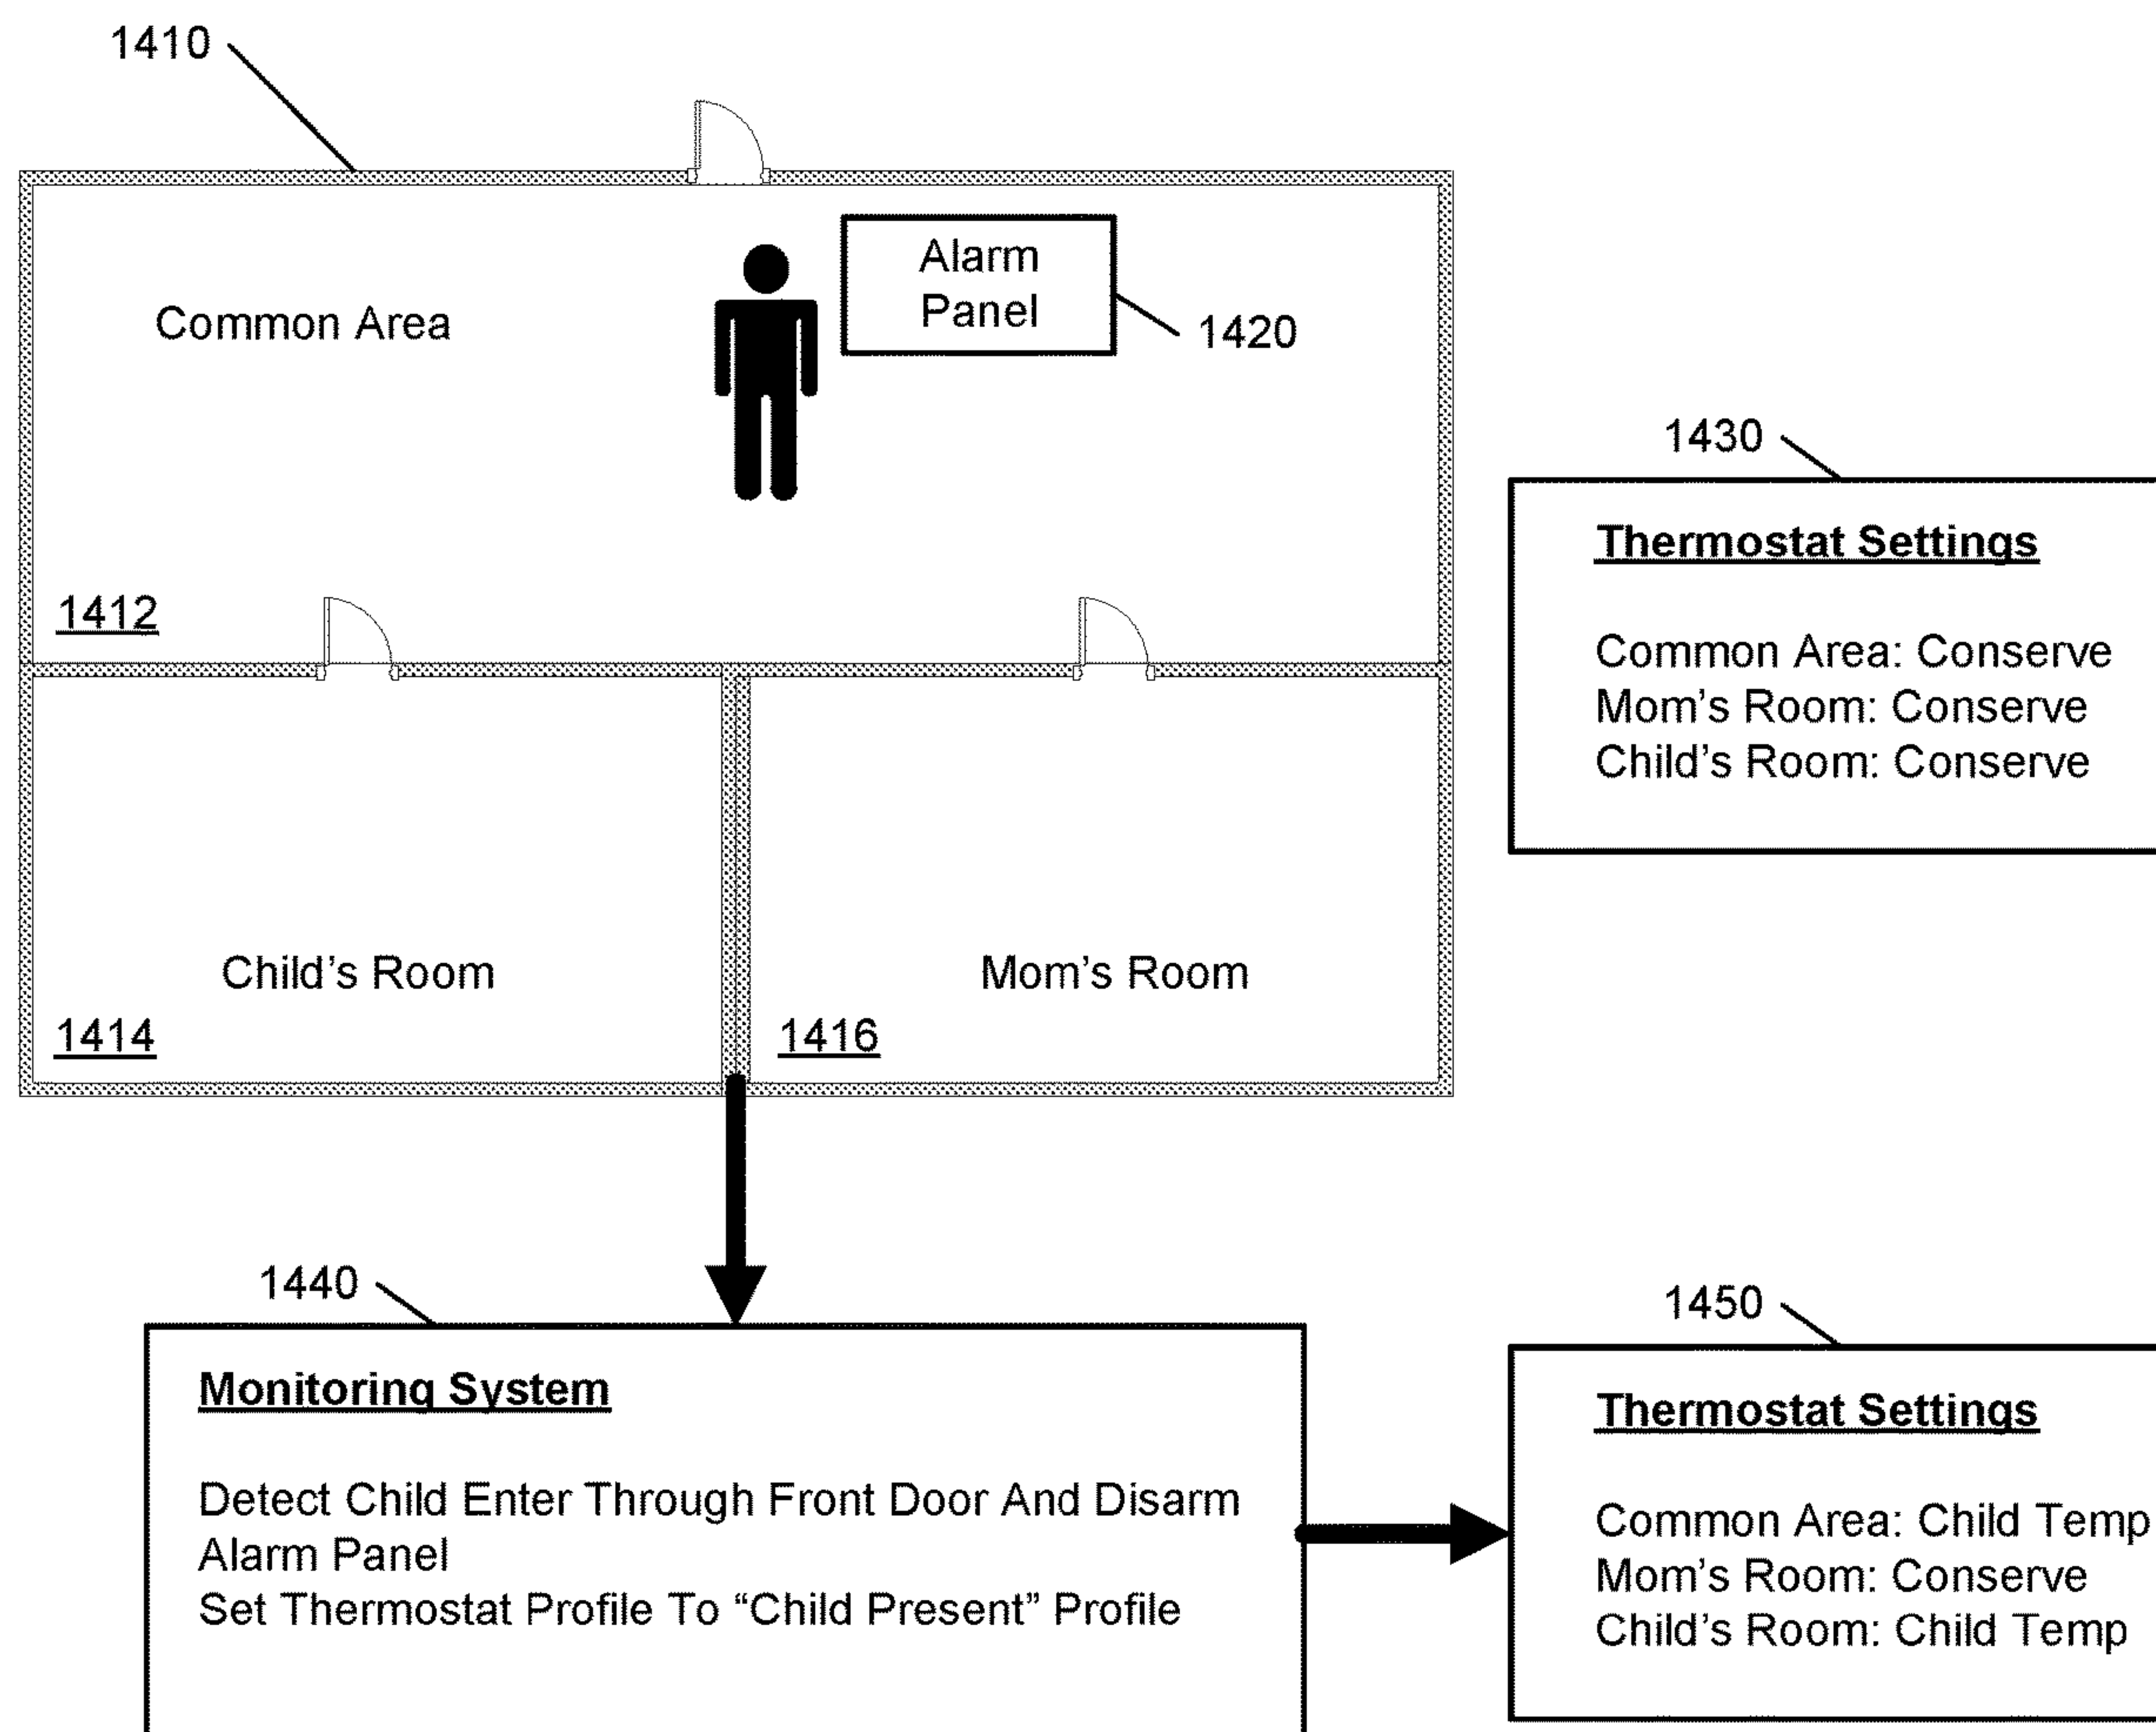 1410
Alarm
Panel
Common Area
1420
1430
Thermostat Settings
Common Area: Conserve
Mom's Room: Conserve
Child's Room: Conserve
1412
Child's Room
Mom's Room
1414
1416
1440
Monitoring System
Detect Child Enter Through Front Door And Disarm
Alarm Panel
Set Thermostat Profile To “Child Present” Profile
1450
Thermostat Settings
Common Area: Child Temp
Mom's Room: Conserve
Child's Room: Child Temp